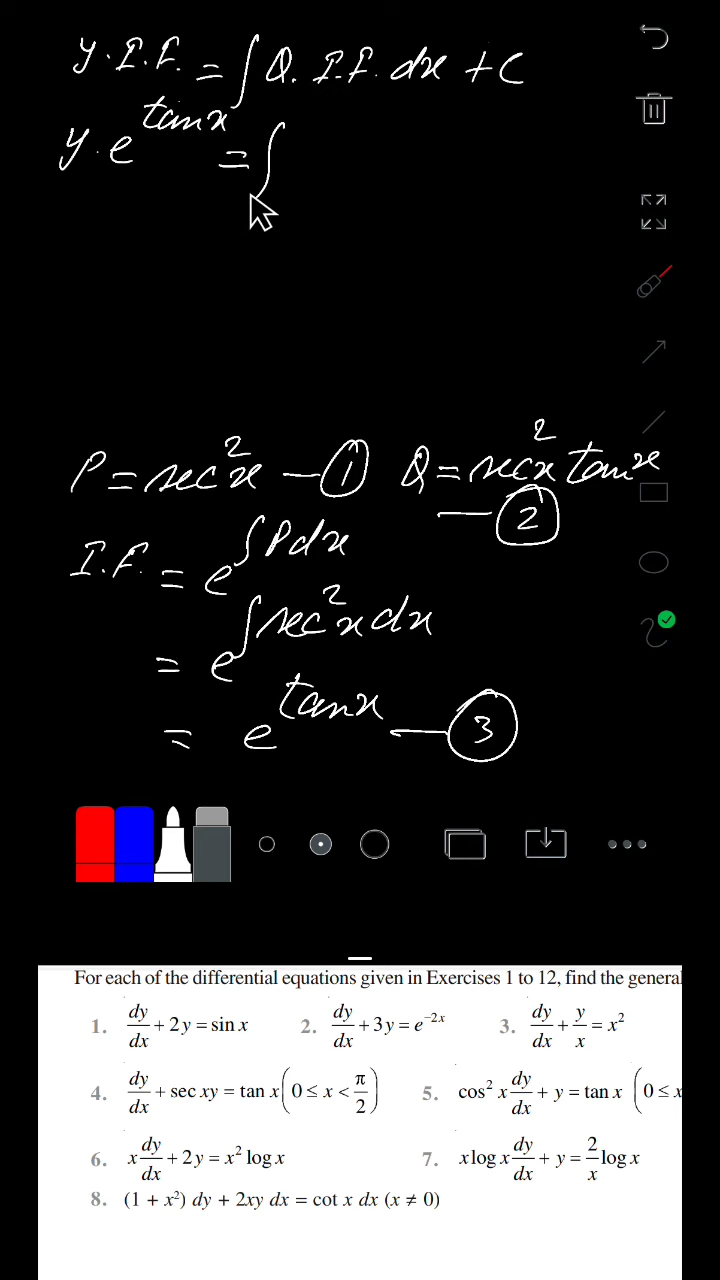 y.I.F. = ∫Q. I.F. dx + C
y.e^tanx = ∫
P = sec²x —① Q = sec²x tanx
—②
I.F. = e^∫Pdx
= e^∫sec²x dx
= e^tanx —③
For each of the differential equations given in Exercises 1 to 12, find the general
1. dy/dx + 2y = sin x 2. dy/dx + 3y = e^−2x 3. dy/dx + y/x = x²
4. dy/dx + sec xy = tan x (0 ≤ x < π/2) 5. cos² x dy/dx + y = tan x (0 ≤ x
6. x dy/dx + 2y = x² log x 7. x log x dy/dx + y = 2/x log x
8. (1 + x²) dy + 2xy dx = cot x dx (x ≠ 0)